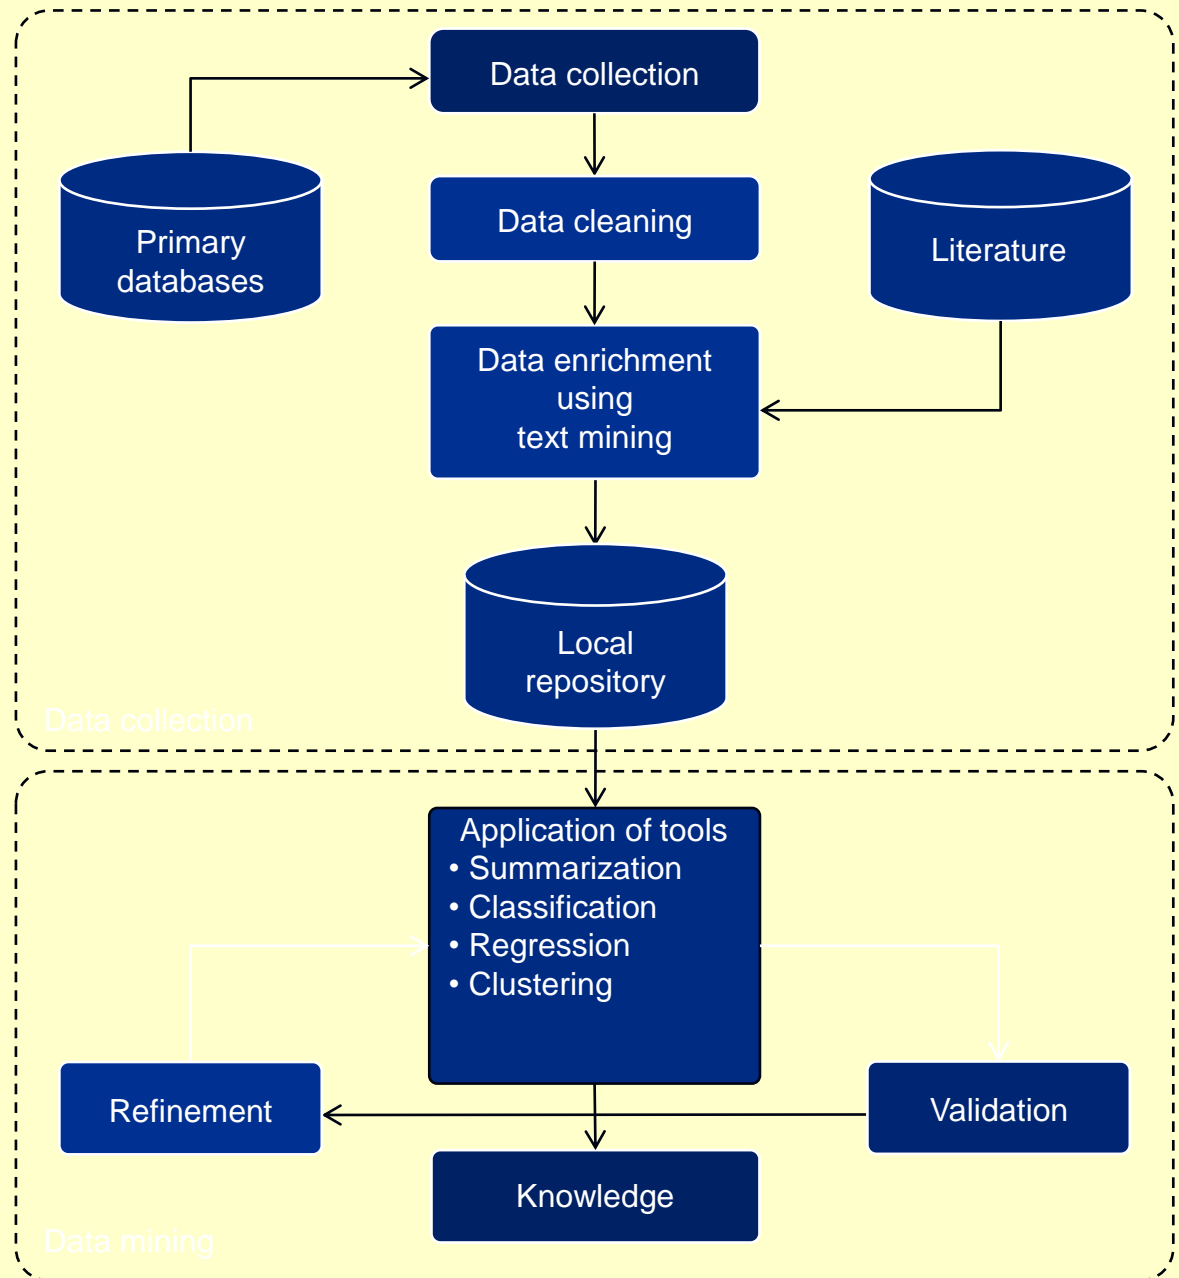 Data collection
Data cleaning
Primary
databases
Literature
Data enrichment
using
text mining
Local
repository
Data collection
Application of tools
• Summarization
• Classification
• Regression
• Clustering
Refinement
Validation
Knowledge
Data mining